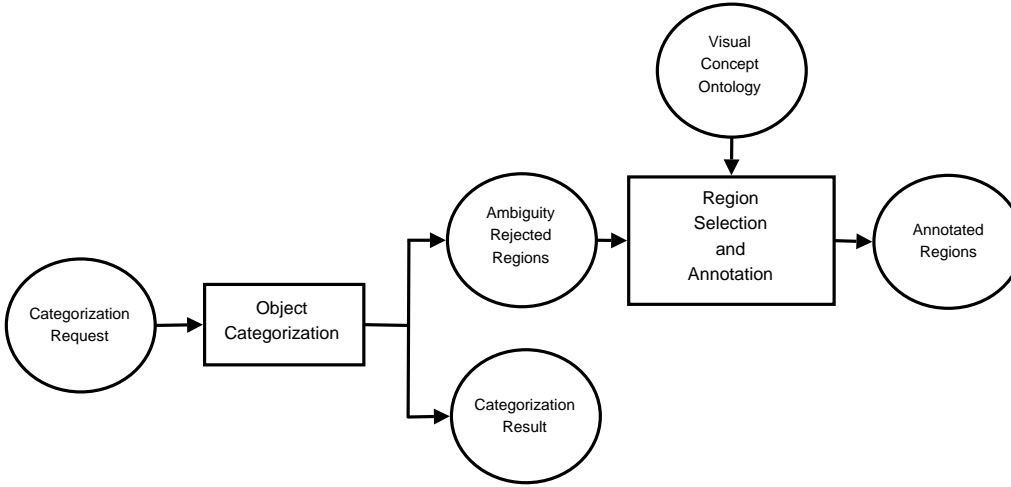 Visual
Concept
Ontology
Ambiguity
Rejected
Regions
Region
Selection
and
Annotation
Annotated
Regions
Categorization
Request
Object
Categorization
Categorization
Result